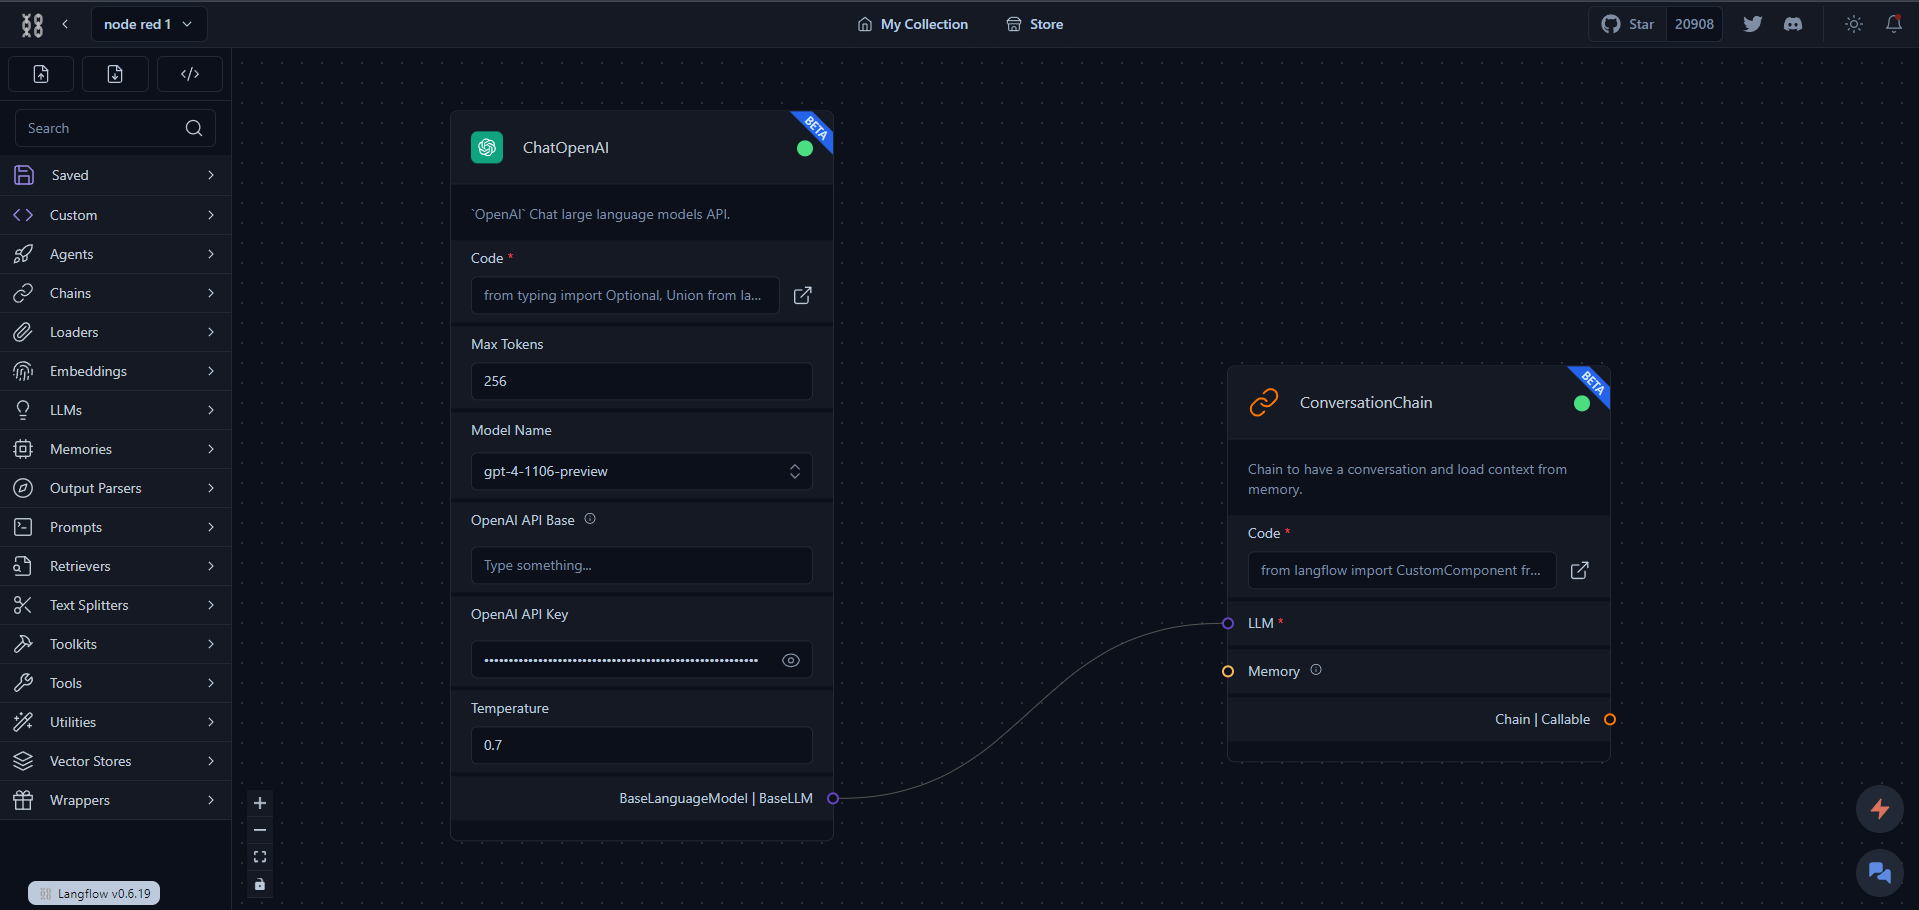 node red 1
My Collection
Store
Star
20908
Search
Saved
Custom
Agents
Chains
Loaders
Embeddings
LLMs
Memories
Output Parsers
Prompts
Retrievers
Text Splitters
Toolkits
Tools
Utilities
Vector Stores
Wrappers
Langflow v0.6.19
BETA
ChatOpenAI
`OpenAI` Chat large language models API.
Code *
from typing import Optional, Union from la...
Max Tokens
256
Model Name
gpt-4-1106-preview
OpenAI API Base
Type something...
OpenAI API Key
Temperature
0.7
BaseLanguageModel | BaseLLM
BETA
ConversationChain
Chain to have a conversation and load context from
memory.
Code *
from langflow import CustomComponent fr...
LLM *
Memory
Chain | Callable